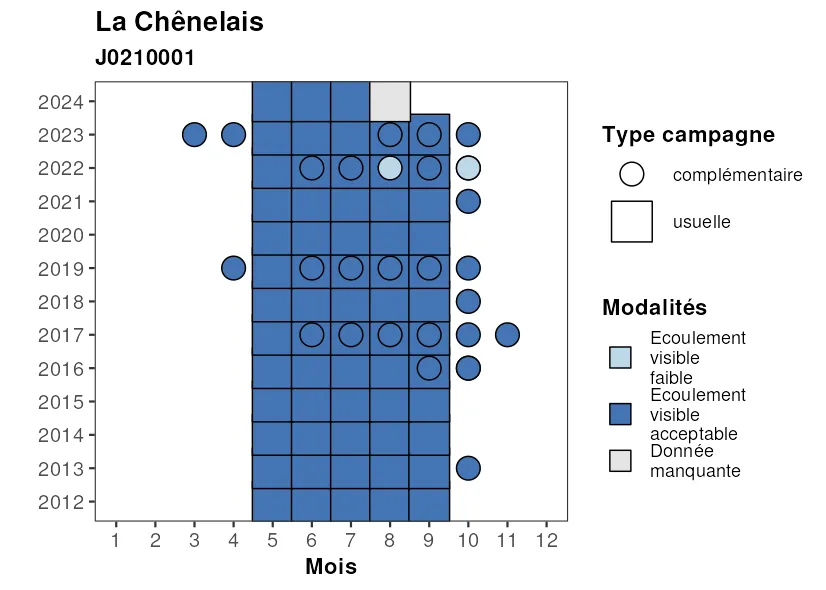 La Chênelais
J0210001
2024
2023
2022
2021
2020
2019
2018
2017
2016
2015
2014
2013
2012
1 2 3 4 5 6 7 8 9 10 11 12
Mois
Type campagne
complémentaire
usuelle
Modalités
Ecoulement
visible
faible
Ecoulement
visible
acceptable
Donnée
manquante